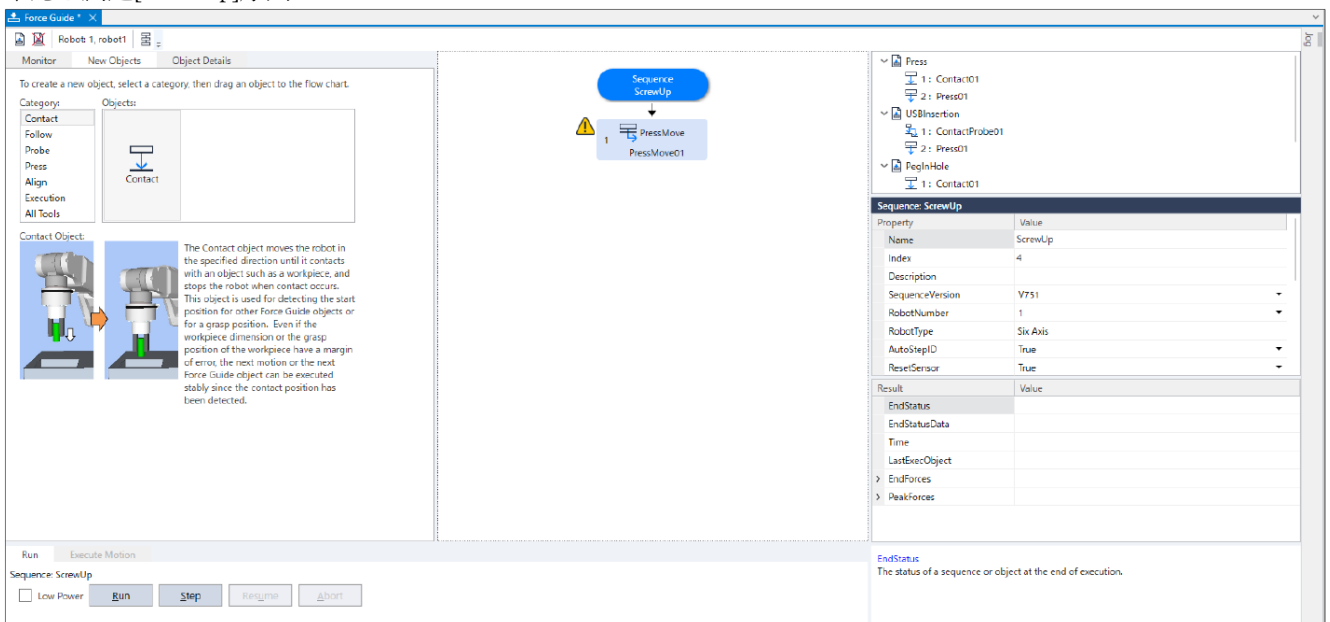 Force Guide *
Robot: 1, robot1
Jog
Monitor New Objects Object Details
To create a new object, select a category, then drag an object to the flow chart.
Category: Objects:
Contact
Follow
Probe
Press
Align
Execution
All Tools
Contact
Contact Object:
The Contact object moves the robot in
the specified direction until it contacts
with an object such as a workpiece, and
stops the robot when contact occurs.
This object is used for detecting the start
position for other Force Guide objects or
for a grasp position. Even if the
workpiece dimension or the grasp
position of the workpiece have a margin
of error, the next motion or the next
Force Guide object can be executed
stably since the contact position has
been detected.
Sequence
ScrewUp
1 PressMove
PressMove01
Press
1 : Contact01
2 : Press01
USBInsertion
1 : ContactProbe01
2 : Press01
PegInHole
1 : Contact01
Sequence: ScrewUp
Property Value
Name ScrewUp
Index 4
Description
SequenceVersion V751
RobotNumber 1
RobotType Six Axis
AutoStepID True
ResetSensor True
Result Value
EndStatus
EndStatusData
Time
LastExecObject
EndForces
PeakForces
EndStatus
The status of a sequence or object at the end of execution.
Run Execute Motion
Sequence: ScrewUp
Low Power Run Step Resume Abort